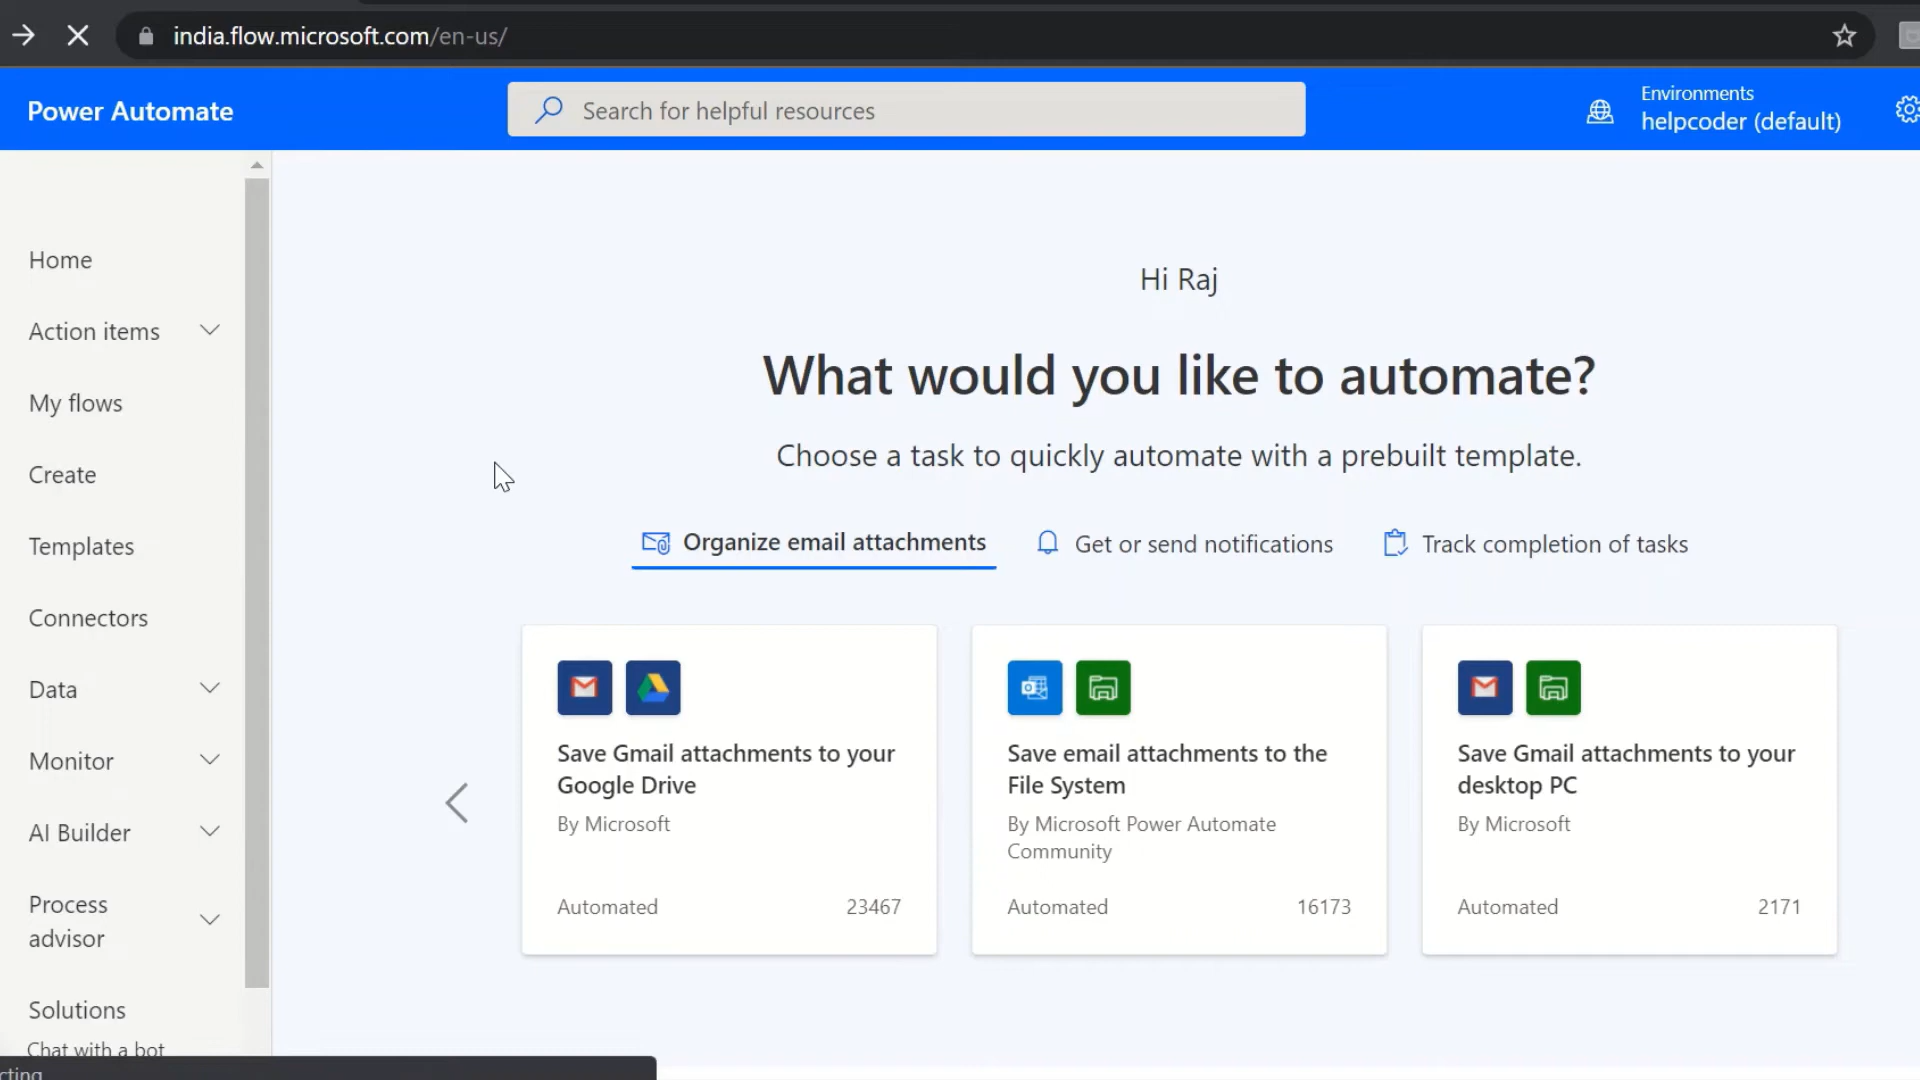 india.flow.microsoft.com/en-us/
Power Automate
Search for helpful resources
Environments
helpcoder (default)
Home
Action items
My flows
Create
Templates
Connectors
Data
Monitor
AI Builder
Process
advisor
Solutions
Chat with a bot
Hi Raj
What would you like to automate?
Choose a task to quickly automate with a prebuilt template.
Organize email attachments
Get or send notifications
Track completion of tasks
Save Gmail attachments to your
Google Drive
By Microsoft
Automated 23467
Save email attachments to the
File System
By Microsoft Power Automate
Community
Automated 16173
Save Gmail attachments to your
desktop PC
By Microsoft
Automated 2171